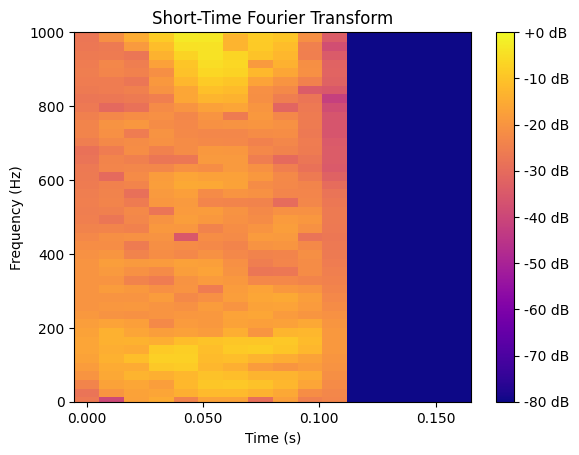 Short-Time Fourier Transform
1000
800
600
400
200
0
Frequency (Hz)
0.000
0.050
0.100
0.150
Time (s)
+0 dB
-10 dB
-20 dB
-30 dB
-40 dB
-50 dB
-60 dB
-70 dB
-80 dB